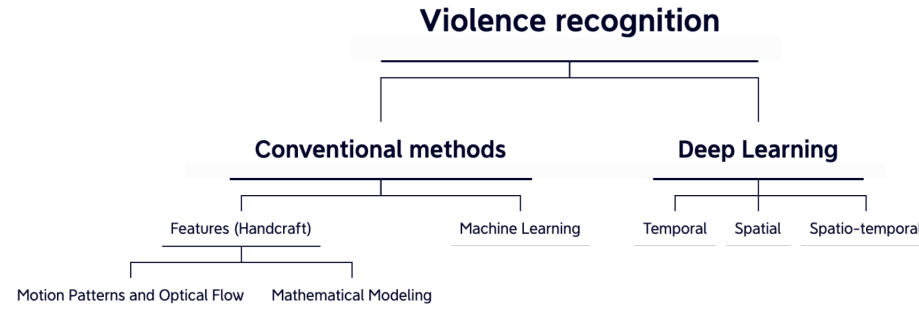 Violence recognition
Conventional methods
Deep Learning
Features (Handcraft)
Machine Learning
Temporal
Spatial
Spatio-temporal
Motion Patterns and Optical Flow
Mathematical Modeling